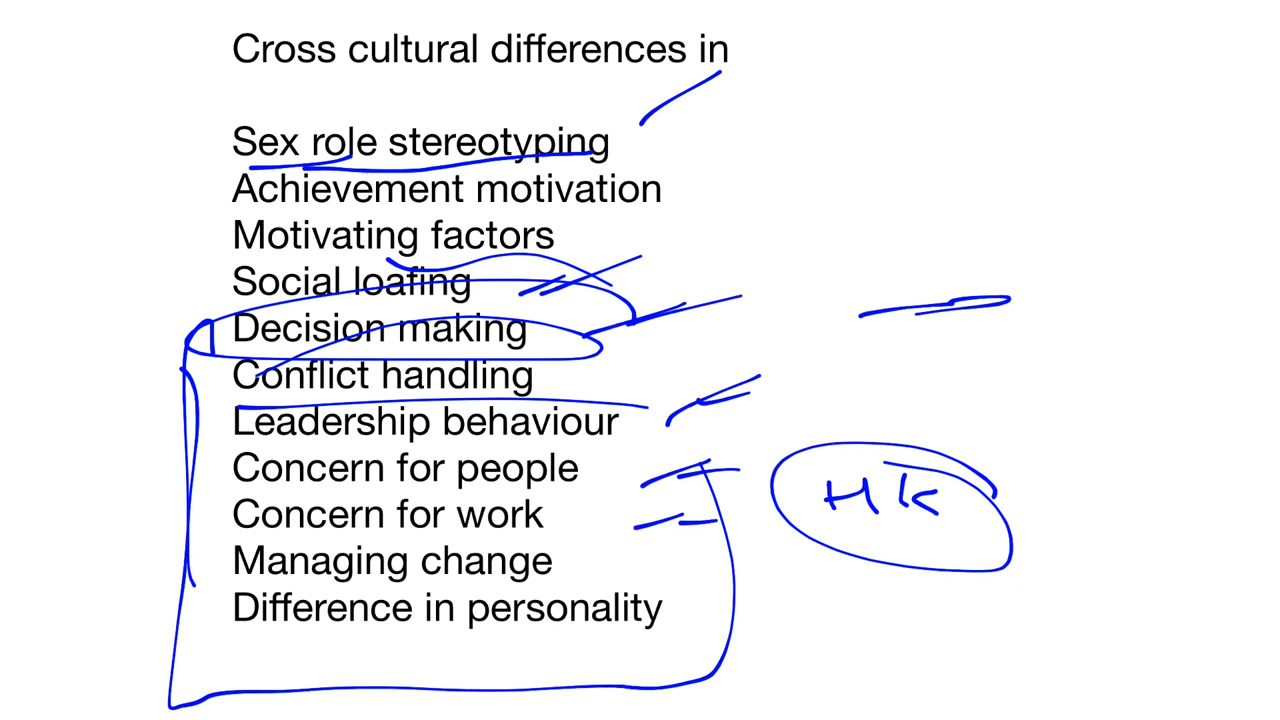 Cross cultural differences in
Sex role stereotyping
Achievement motivation
Motivating factors
Social loafing
Decision making
Conflict handling
Leadership behaviour
Concern for people
Concern for work
Managing change
Difference in personality
HK